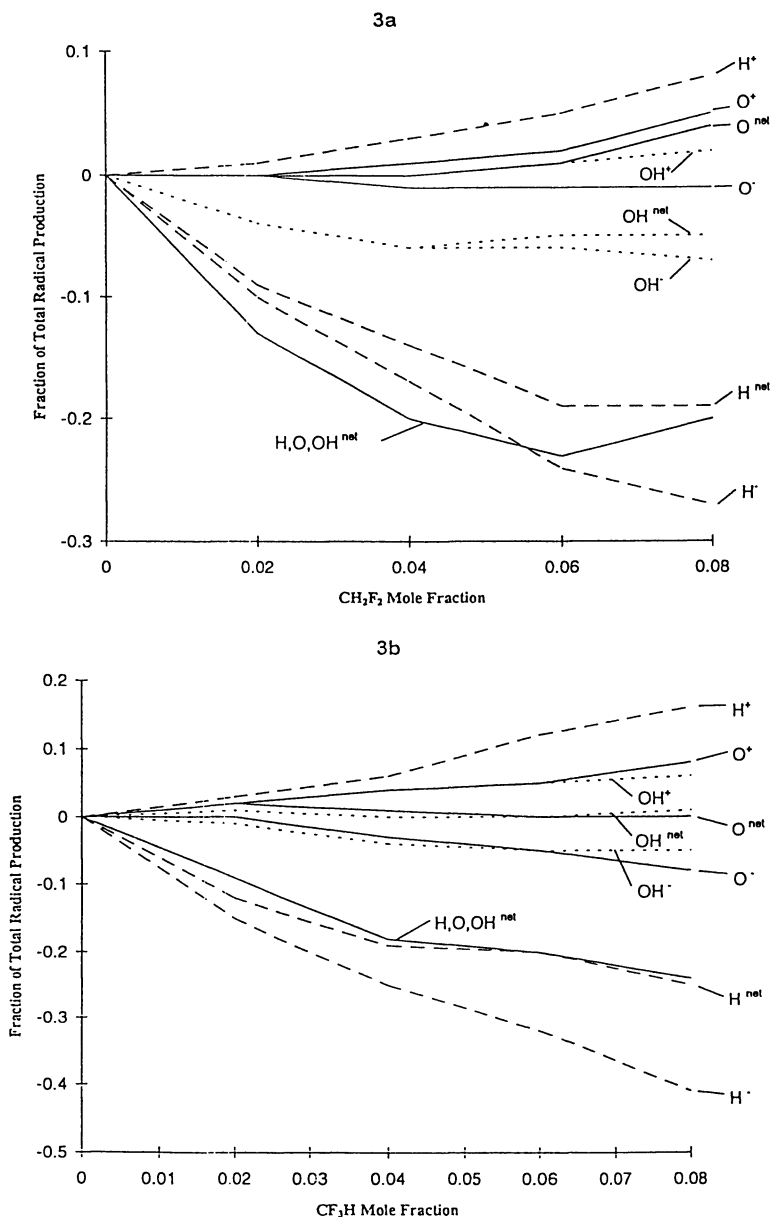 3a
0.1
0
-0.1
-0.2
-0.3
Fraction of Total Radical Production
H⁺
O⁺
O ⁿᵉᵗ
OH⁺
O⁻
OH ⁿᵉᵗ
OH⁻
H ⁿᵉᵗ
H,O,OH ⁿᵉᵗ
H⁻
0 0.02 0.04 0.06 0.08
CH₂F₂ Mole Fraction
3b
0.2
0.1
0
-0.1
-0.2
-0.3
-0.4
-0.5
Fraction of Total Radical Production
H⁺
O⁺
OH⁺
OH ⁿᵉᵗ
O ⁿᵉᵗ
OH⁻
O⁻
H,O,OH ⁿᵉᵗ
H ⁿᵉᵗ
H⁻
0 0.01 0.02 0.03 0.04 0.05 0.06 0.07 0.08
CF₃H Mole Fraction